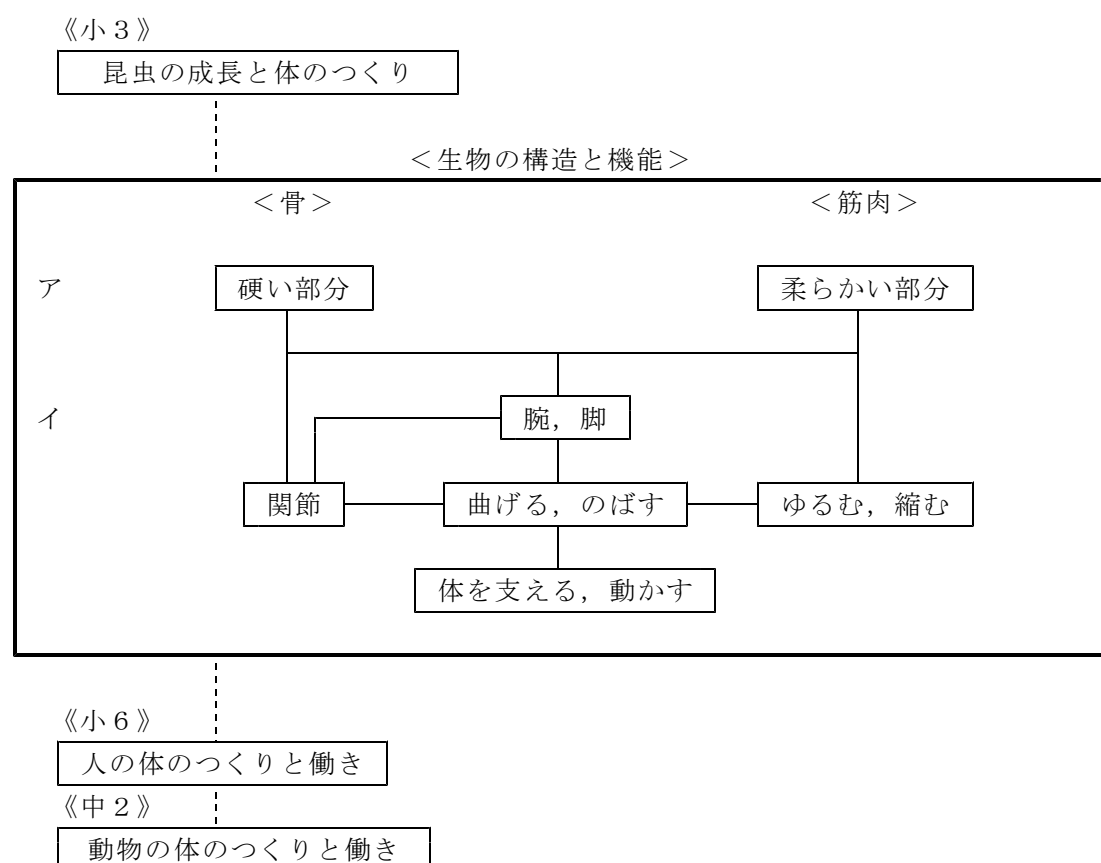 《小３》
昆虫の成長と体のつくり
＜生物の構造と機能＞
＜骨＞　＜筋肉＞
ア　硬い部分　柔らかい部分
イ　腕，脚
関節　曲げる，のばす　ゆるむ，縮む
体を支える，動かす
《小６》
人の体のつくりと働き
《中２》
動物の体のつくりと働き